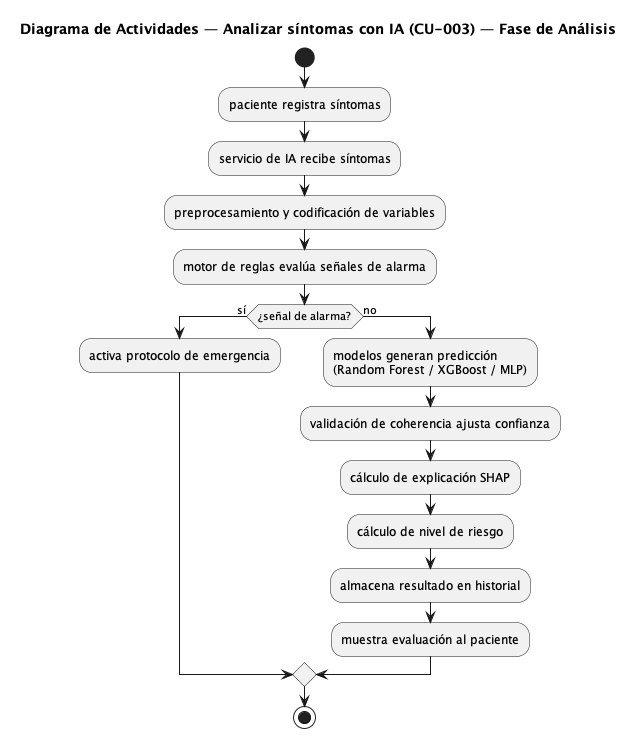 Diagrama de Actividades — Analizar síntomas con IA (CU-003) — Fase de Análisis
paciente registra síntomas
servicio de IA recibe síntomas
preprocesamiento y codificación de variables
motor de reglas evalúa señales de alarma
sí
¿señal de alarma?
no
activa protocolo de emergencia
modelos generan predicción
(Random Forest / XGBoost / MLP)
validación de coherencia ajusta confianza
cálculo de explicación SHAP
cálculo de nivel de riesgo
almacena resultado en historial
muestra evaluación al paciente